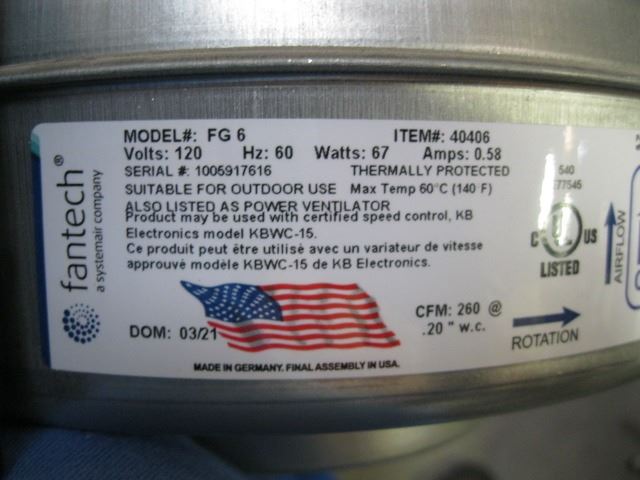 MODEL#: FG 6 ITEM#: 40406
Volts: 120 Hz: 60 Watts: 67 Amps: 0.58
SERIAL #: 1005917616 THERMALLY PROTECTED
SUITABLE FOR OUTDOOR USE Max Temp 60°C (140°F)
ALSO LISTED AS POWER VENTILATOR
Product may be used with certified speed control, KB
Electronics model KBWC-15.
Ce produit peut être utilisé avec un variateur de vitesse
approuvé modèle KBWC-15 de KB Electronics.
DOM: 03/21
CFM: 260 @
.20 " w.c.
MADE IN GERMANY. FINAL ASSEMBLY IN USA.
fantech®
a systemair company
540
E77545
C UL US
LISTED
ROTATION
AIRFLOW